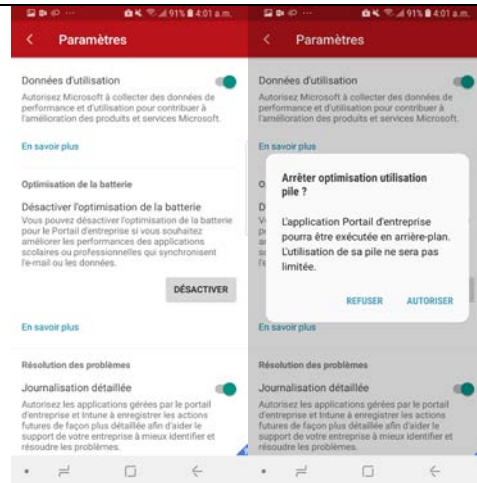 91% 4:01 a.m.
Paramètres
Données d'utilisation
Autorisez Microsoft à collecter des données de
performance et d'utilisation pour contribuer à
l'amélioration des produits et services Microsoft.
En savoir plus
Optimisation de la batterie
Désactiver l'optimisation de la batterie
Vous pouvez désactiver l'optimisation de la batterie
pour le Portail d'entreprise si vous souhaitez
améliorer les performances des applications
scolaires ou professionnelles qui synchronisent
l'e-mail ou les données.
DÉSACTIVER
En savoir plus
Résolution des problèmes
Journalisation détaillée
Autorisez les applications gérées par le portail
d'entreprise et Intune à enregistrer les actions
futures de façon plus détaillée afin d'aider le
support de votre entreprise à mieux identifier et
résoudre les problèmes.
91% 4:01 a.m.
Paramètres
Données d'utilisation
Autorisez Microsoft à collecter des données de
performance et d'utilisation pour contribuer à
l'amélioration des produits et services Microsoft.
En savoir plus
Arrêter optimisation utilisation
pile ?
L'application Portail d'entreprise
pourra être exécutée en arrière-plan.
L'utilisation de sa pile ne sera pas
limitée.
REFUSER AUTORISER
En savoir plus
Résolution des problèmes
Journalisation détaillée
Autorisez les applications gérées par le portail
d'entreprise et Intune à enregistrer les actions
futures de façon plus détaillée afin d'aider le
support de votre entreprise à mieux identifier et
résoudre les problèmes.